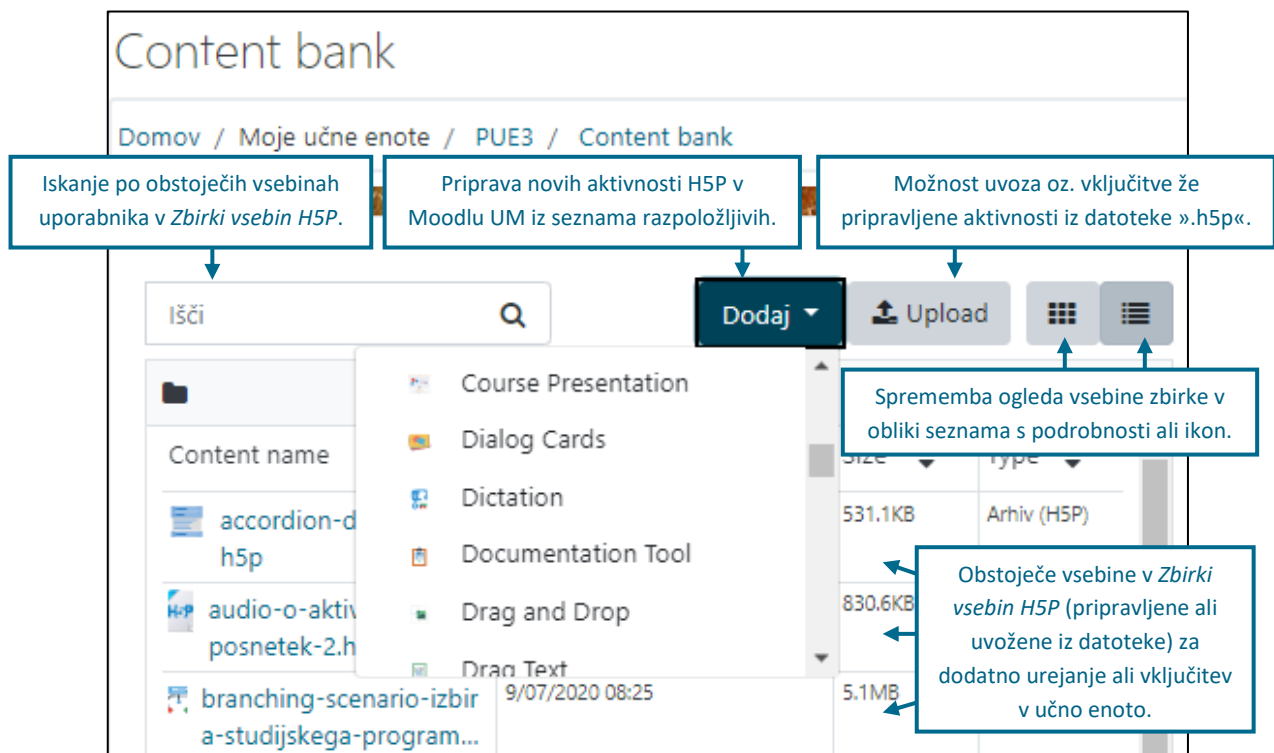 Content bank
Domov / Moje učne enote / PUE3 / Content bank
Iskanje po obstoječih vsebinah
uporabnika v Zbirki vsebin H5P.
Priprava novih aktivnosti H5P v
Moodlu UM iz seznama razpoložljivih.
Možnost uvoza oz. vključitve že
pripravljene aktivnosti iz datoteke ».h5p«.
Išči
Dodaj
Upload
Course Presentation
Dialog Cards
Dictation
Documentation Tool
Drag and Drop
Drag Text
Sprememba ogleda vsebine zbirke v
obliki seznama s podrobnosti ali ikon.
Content name
Size
Type
accordion-d
h5p
531.1KB
Arhiv (H5P)
audio-o-aktiv
posnetek-2.h
830.6KB
branching-scenario-izbir
a-studijskega-program...
9/07/2020 08:25
5.1MB
Obstoječe vsebine v Zbirki
vsebin H5P (pripravljene ali
uvožene iz datoteke) za
dodatno urejanje ali vključitev
v učno enoto.